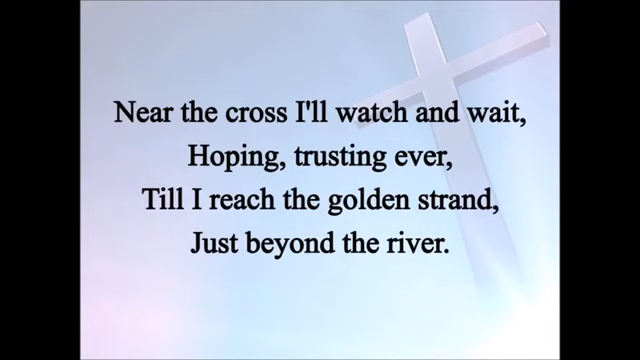 Near the cross I'll watch and wait,
Hoping, trusting ever,
Till I reach the golden strand,
Just beyond the river.